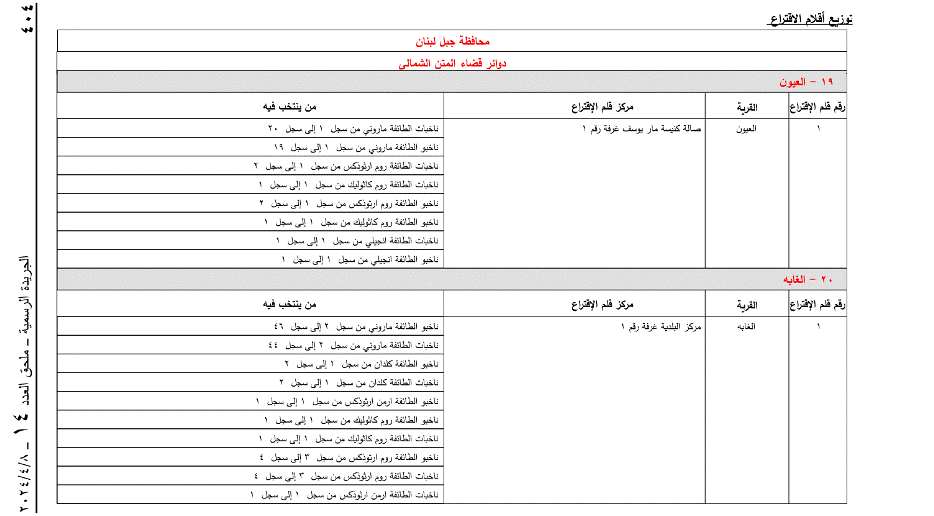 ٤٠٤
توزيع أقلام الاقتراع
محافظة جبل لبنان
دوائر قضاء المتن الشمالي
١٩ - العيون
رقم قلم الإقتراع القرية مركز قلم الإقتراع من ينتخب فيه
١ العيون صالة كنيسة مار يوسف غرفة رقم ١ ناخبات الطائفة ماروني من سجل ١ إلى سجل ٢٠
ناخبو الطائفة ماروني من سجل ١ إلى سجل ١٩
ناخبات الطائفة روم ارثوذكس من سجل ١ إلى سجل ٢
ناخبات الطائفة روم كاثوليك من سجل ١ إلى سجل ١
ناخبو الطائفة روم ارثوذكس من سجل ١ إلى سجل ٢
ناخبو الطائفة روم كاثوليك من سجل ١ إلى سجل ١
ناخبات الطائفة انجيلي من سجل ١ إلى سجل ١
ناخبو الطائفة انجيلي من سجل ١ إلى سجل ١
٢٠ - الغابه
رقم قلم الإقتراع القرية مركز قلم الإقتراع من ينتخب فيه
١ الغابه مركز البلدية غرفة رقم ١ ناخبو الطائفة ماروني من سجل ٢ إلى سجل ٤٦
ناخبات الطائفة ماروني من سجل ٢ إلى سجل ٤٤
ناخبو الطائفة كلدان من سجل ١ إلى سجل ٢
ناخبات الطائفة كلدان من سجل ١ إلى سجل ٢
ناخبو الطائفة ارمن ارثوذكس من سجل ١ إلى سجل ١
ناخبو الطائفة روم كاثوليك من سجل ١ إلى سجل ١
ناخبات الطائفة روم كاثوليك من سجل ١ إلى سجل ١
ناخبو الطائفة روم ارثوذكس من سجل ٣ إلى سجل ٤
ناخبات الطائفة روم ارثوذكس من سجل ٣ إلى سجل ٤
ناخبات الطائفة ارمن ارثوذكس من سجل ١ إلى سجل ١
الجريدة الرسمية – ملحق العدد ١٤ – ٢٠٢٤/٤/٨